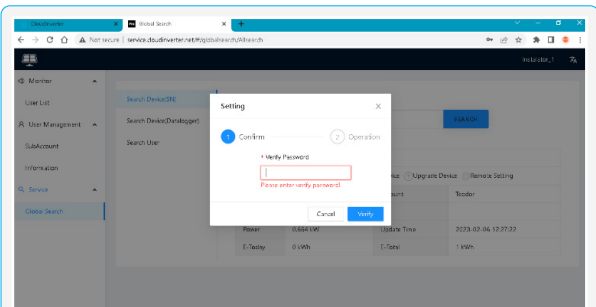 CloudInverter
Global Search
Not secure | service.cloudinverter.net/#/globalsearch/Allsearch
Instalator_1
Monitor
User List
User Management
SubAccount
Information
Service
Global Search
Search Device(SN)
Search Device(Datalogger)
Search User
SEARCH
Setting
1 Confirm
2 Operation
* Verify Password
Please enter verify password!
Cancel
Verify
Upgrade Device
Remote Setting
Power
0.664 kW
Update Time
2023-02-06 12:27:22
E-Today
0 kWh
E-Total
1 kWh